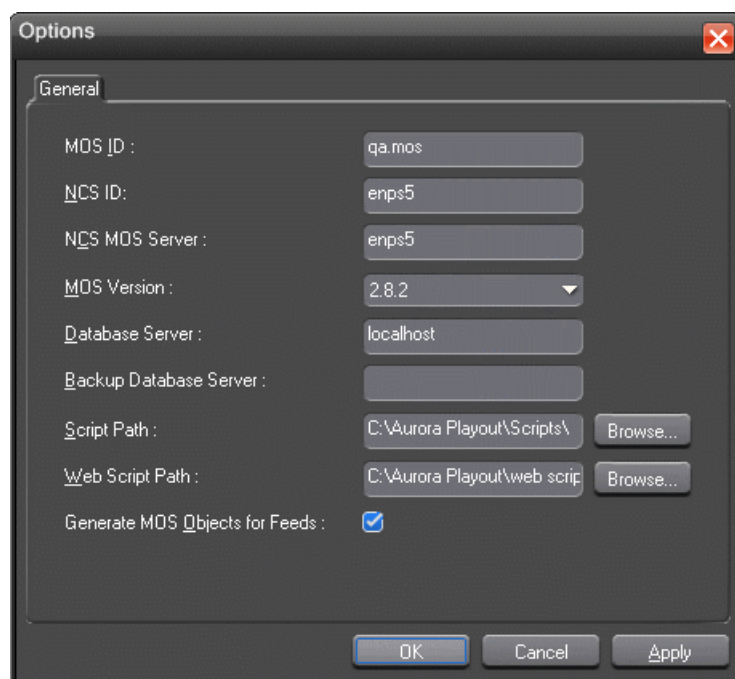 Options
General
MOS ID : qa.mos
NCS ID: enps5
NCS MOS Server : enps5
MOS Version : 2.8.2
Database Server : localhost
Backup Database Server :
Script Path : C:\Aurora Playout\Scripts\ Browse...
Web Script Path : C:\Aurora Playout\web scrip Browse...
Generate MOS Objects for Feeds :
OK Cancel Apply